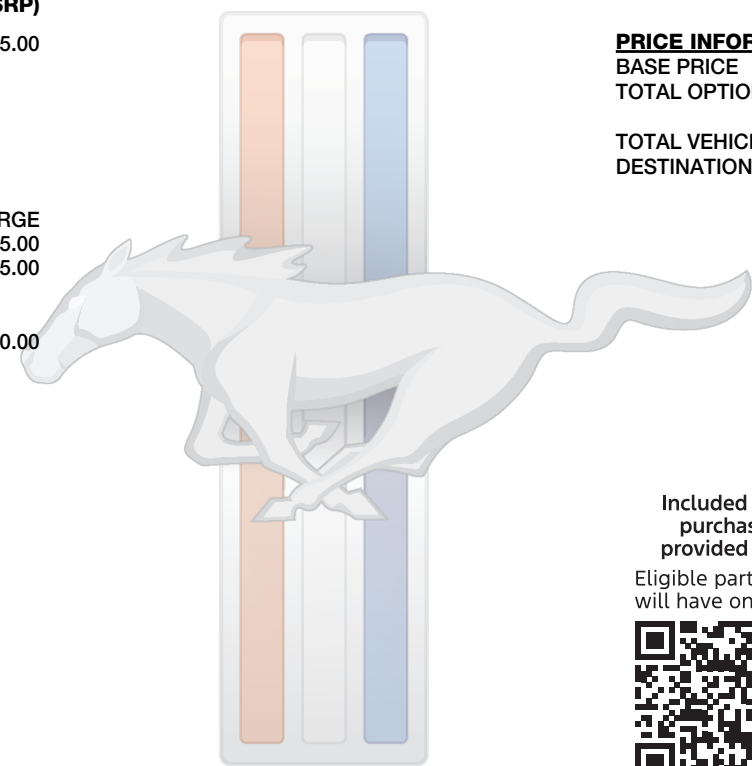 SRP)
5.00
RGE
5.00
5.00
0.00
PRICE INFOR
BASE PRICE
TOTAL OPTIO
TOTAL VEHICL
DESTINATION
Included
purchas
provided
Eligible part
will have on